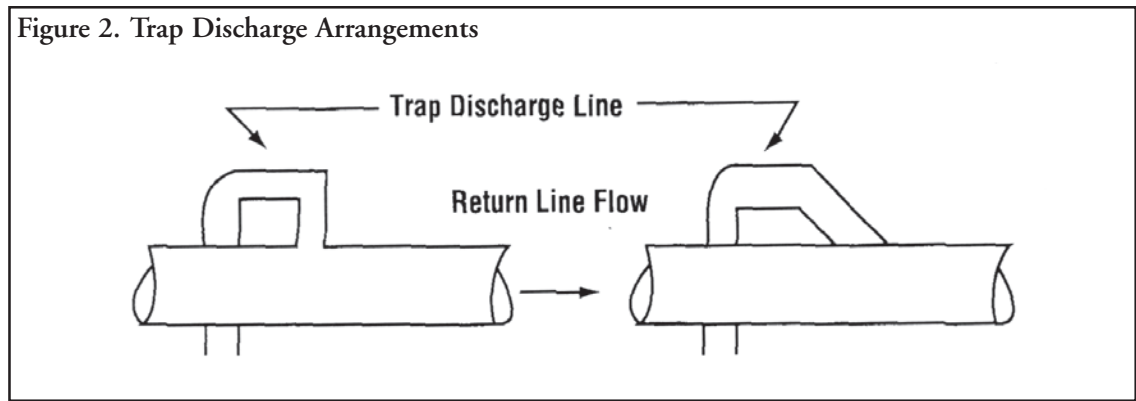 Figure 2. Trap Discharge Arrangements
Trap Discharge Line
Return Line Flow